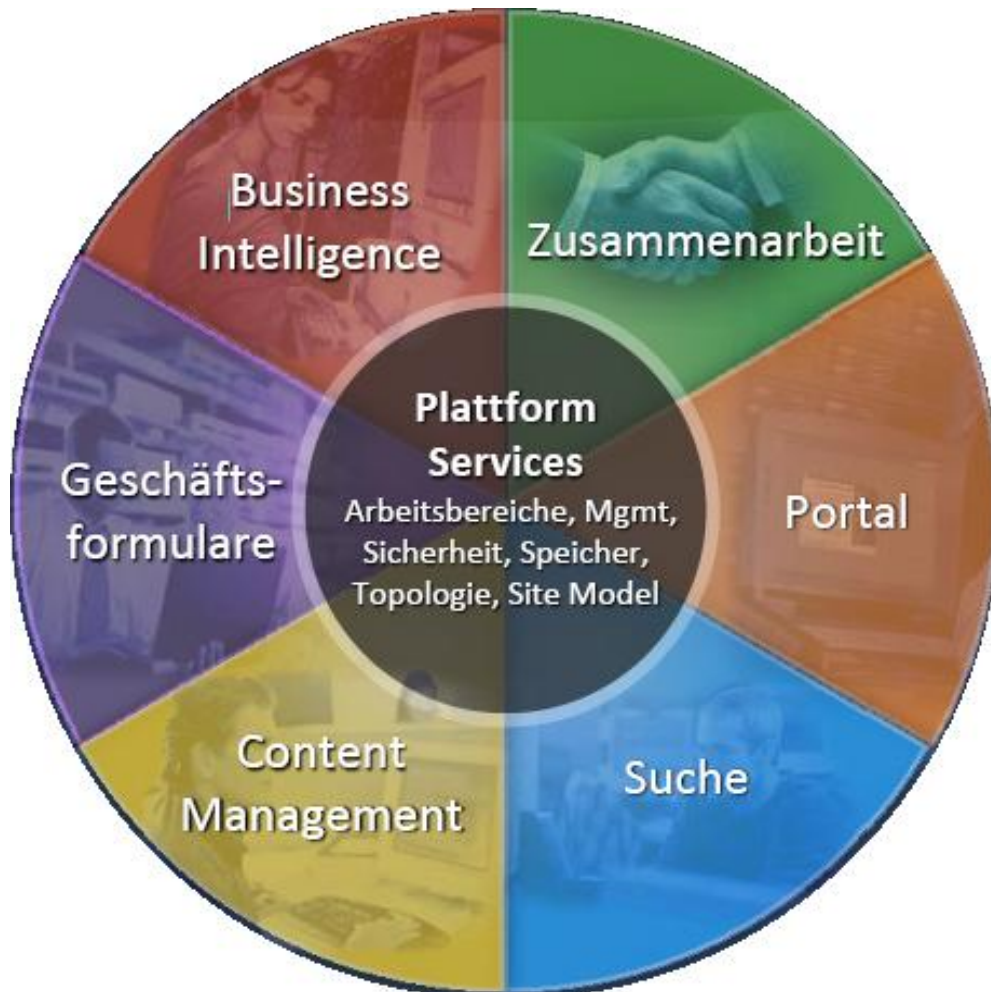 Business
Intelligence
Zusammenarbeit
Geschäfts-
formulare
Plattform
Services
Arbeitsbereiche, Mgmt,
Sicherheit, Speicher,
Topologie, Site Model
Portal
Content
Management
Suche